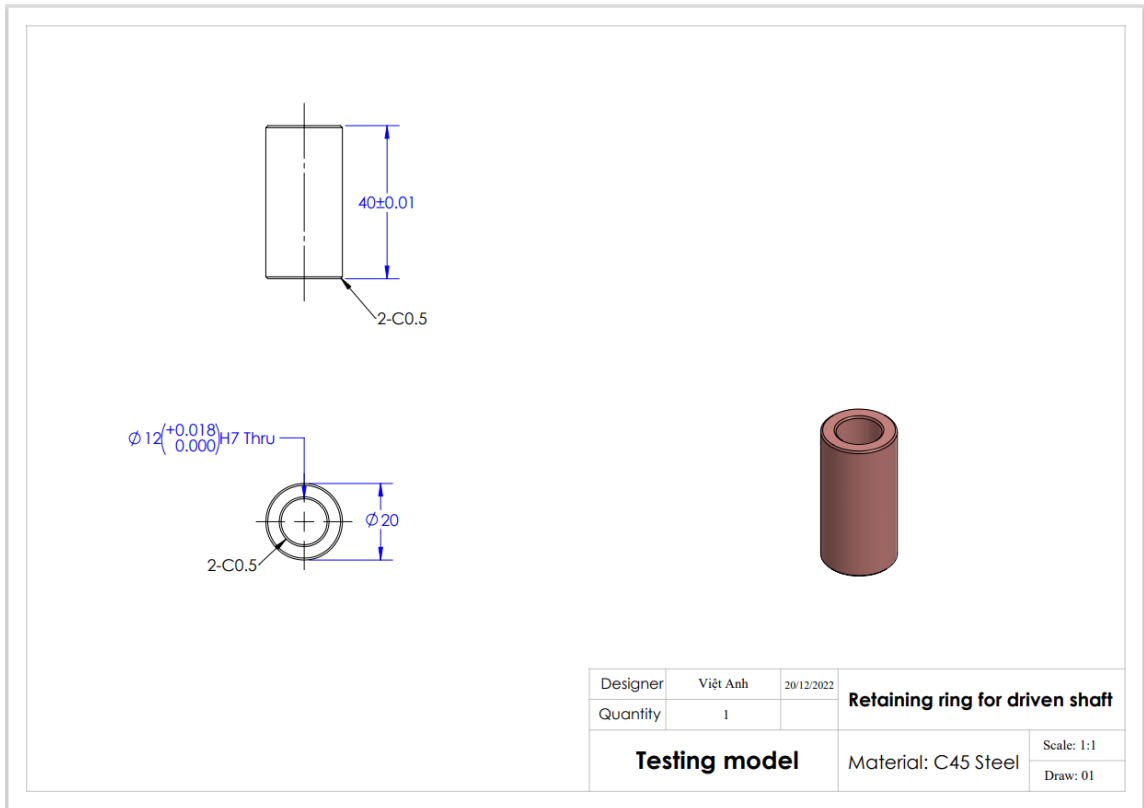 40±0.01
2-C0.5
Ø12(+0.018 0.000)H7 Thru
Ø20
2-C0.5
Designer Việt Anh 20/12/2022
Quantity 1
Retaining ring for driven shaft
Testing model
Material: C45 Steel
Scale: 1:1
Draw: 01